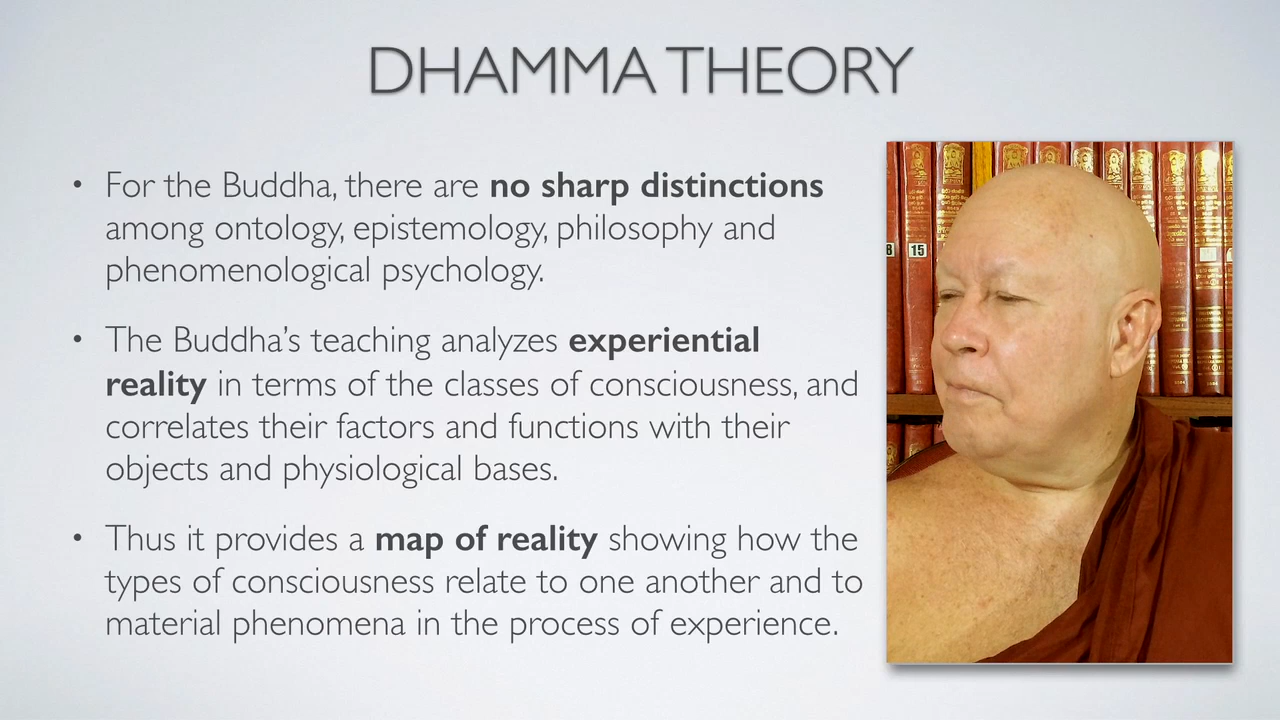 DHAMMA THEORY
• For the Buddha, there are no sharp distinctions
among ontology, epistemology, philosophy and
phenomenological psychology.
• The Buddha’s teaching analyzes experiential
reality in terms of the classes of consciousness, and
correlates their factors and functions with their
objects and physiological bases.
• Thus it provides a map of reality showing how the
types of consciousness relate to one another and to
material phenomena in the process of experience.
15